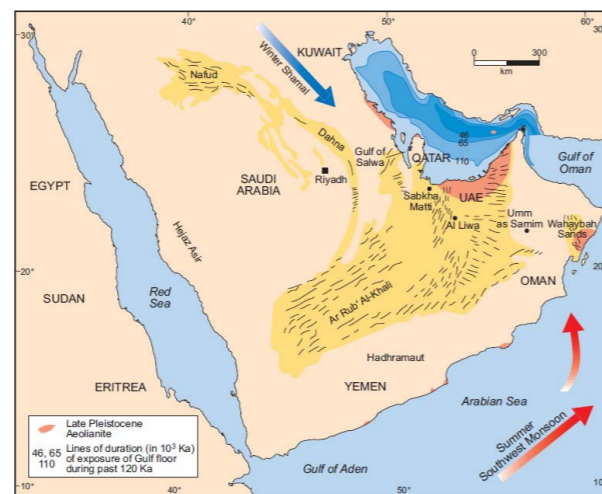 40°
50°
60°
30°
30°
KUWAIT
0
300
km
Winter Shamal
Nafud
Dahna
46
65
110
Gulf of
Salwa
QATAR
Gulf of
Oman
SAUDI
ARABIA
Riyadh
EGYPT
UAE
Sabkha
Matti
Al Liwa
Umm
as Samim
Wahaybah
Sands
Hejaz Asir
20°
20
OMAN
Red
Sea
SUDAN
Ar Rub' Al-Khali
Hadhramaut
ERITREA
YEMEN
Arabian Sea
Summer
Southwest Monsoon
Late Pleistocene
Aeolianite
46, 65
110
Lines of duration (in 10³ Ka)
of exposure of Gulf floor
during past 120 Ka
Gulf of Aden
10
40°
50°
60°